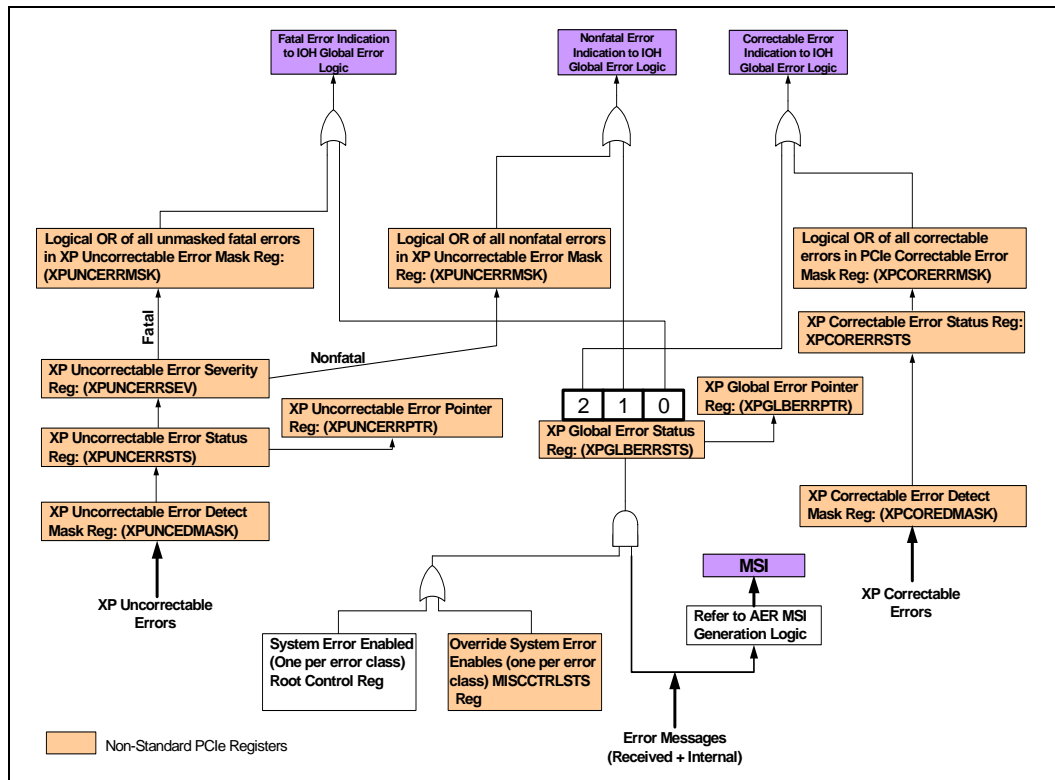 Fatal Error Indication
to IOH Global Error
Logic
Nonfatal Error
Indication to IOH
Global Error Logic
Correctable Error
Indication to IOH
Global Error Logic
Logical OR of all unmasked fatal errors
in XP Uncorrectable Error Mask Reg:
(XPUNCERRMSK)
Logical OR of all nonfatal errors
in XP Uncorrectable Error Mask
Reg: (XPUNCERRMSK)
Logical OR of all correctable
errors in PCIe Correctable Error
Mask Reg: (XPCORERRMSK)
Fatal
Nonfatal
XP Correctable Error Status Reg:
XPCORERRSTS
XP Uncorrectable Error Severity
Reg: (XPUNCERRSEV)
XP Uncorrectable Error Pointer
Reg: (XPUNCERRPTR)
2 1 0
XP Global Error Pointer
Reg: (XPGLBERRPTR)
XP Uncorrectable Error Status
Reg: (XPUNCERRSTS)
XP Global Error Status
Reg: (XPGLBERRSTS)
XP Uncorrectable Error Detect
Mask Reg: (XPUNCEDMASK)
XP Correctable Error Detect
Mask Reg: (XPCOREDMASK)
XP Uncorrectable
Errors
MSI
XP Correctable
Errors
Refer to AER MSI
Generation Logic
System Error Enabled
(One per error class)
Root Control Reg
Override System Error
Enables (one per error
class) MISCCTRLSTS
Reg
Error Messages
(Received + Internal)
Non-Standard PCIe Registers